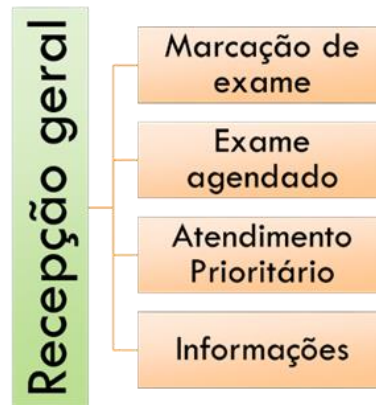 Recepção geral
Marcação de
exame
Exame
agendado
Atendimento
Prioritário
Informações